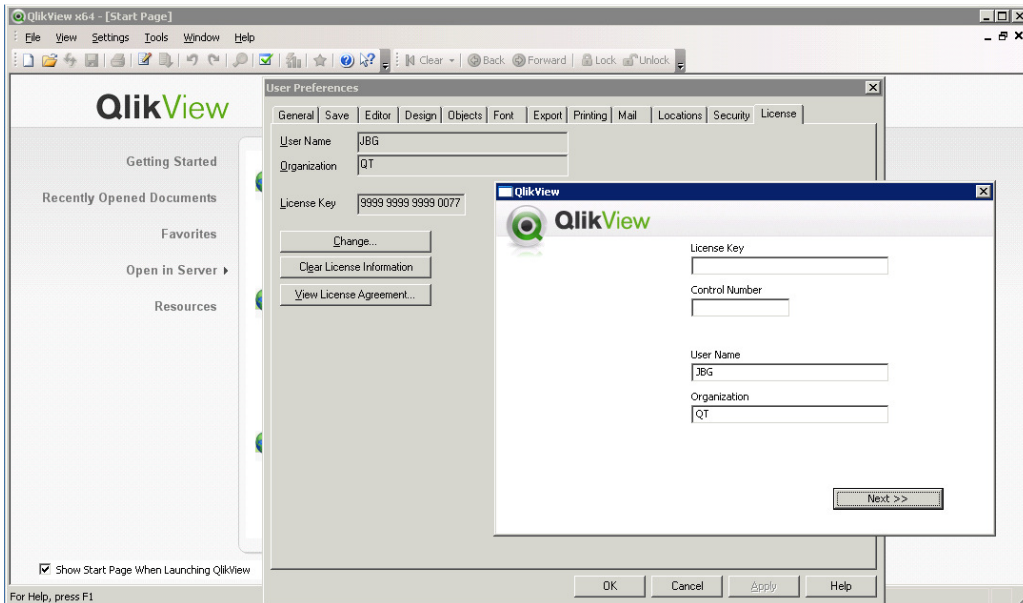 QlikView x64 - [Start Page]
File View Settings Tools Window Help
Clear Back Forward Lock Unlock
QlikView
Getting Started
Recently Opened Documents
Favorites
Open in Server
Resources
Show Start Page When Launching QlikView
For Help, press F1
User Preferences
General Save Editor Design Objects Font Export Printing Mail Locations Security License
User Name JBG
Organization QT
License Key 9999 9999 9999 0077
Change...
Clear License Information
View License Agreement...
QlikView
QlikView
License Key
Control Number
User Name
JBG
Organization
QT
Next >>
OK Cancel Apply Help